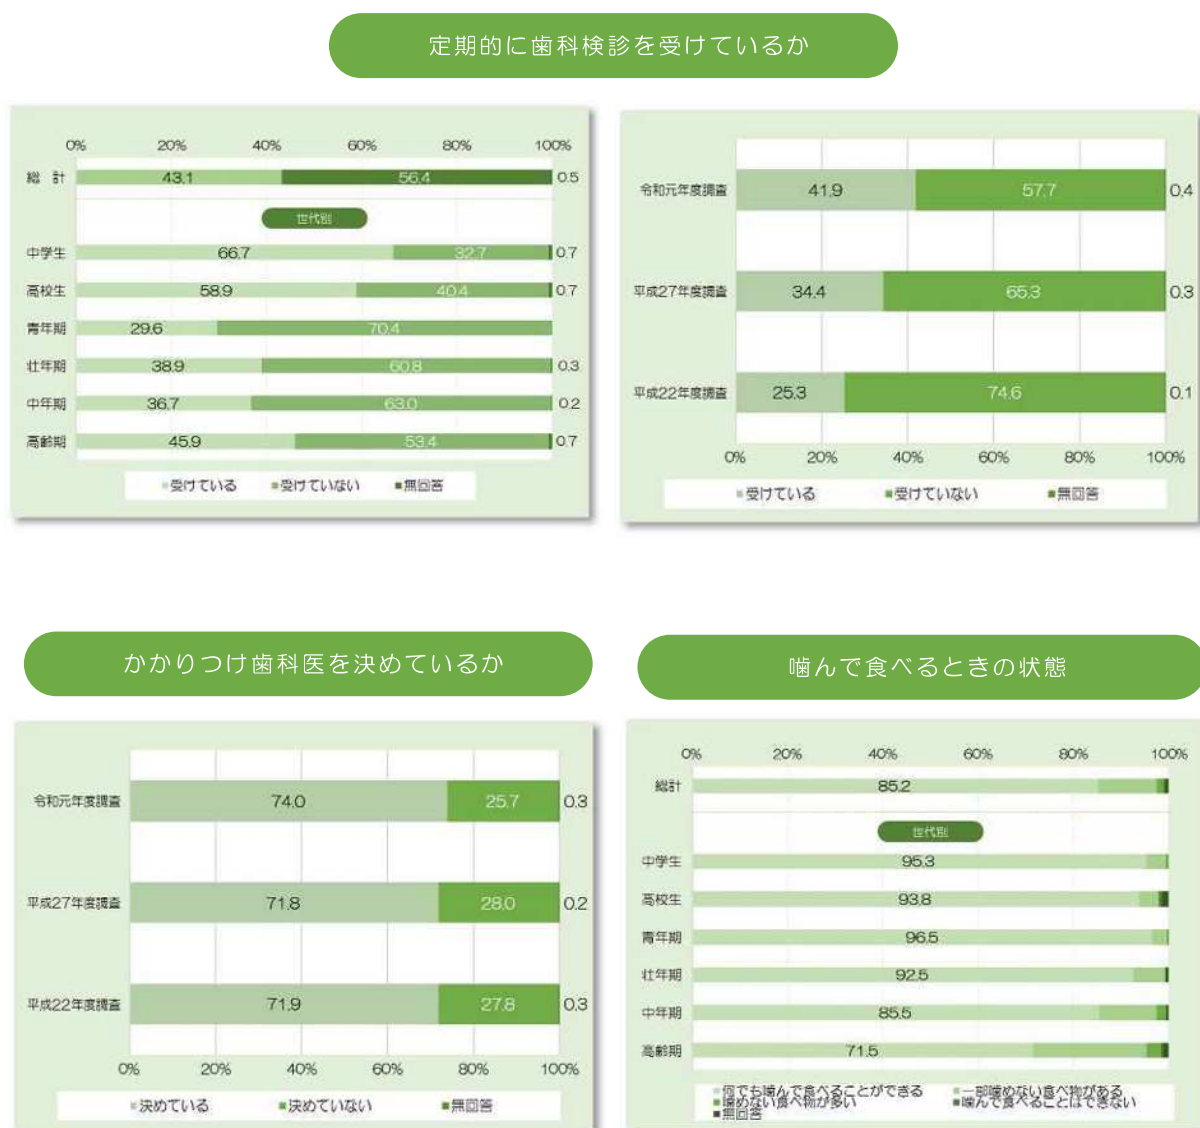 定期的に歯科検診を受けているか
0% 20% 40% 60% 80% 100%
総 計 43.1 56.4 0.5
世代別
中学生 66.7 32.7 0.7
高校生 58.9 40.4 0.7
青年期 29.6 70.4
壮年期 38.9 60.8 0.3
中年期 36.7 63.0 0.2
高齢期 45.9 53.4 0.7
受けている 受けていない 無回答
令和元年度調査 41.9 57.7 0.4
平成27年度調査 34.4 65.3 0.3
平成22年度調査 25.3 74.6 0.1
0% 20% 40% 60% 80% 100%
受けている 受けていない 無回答
かかりつけ歯科医を決めているか
令和元年度調査 74.0 25.7 0.3
平成27年度調査 71.8 28.0 0.2
平成22年度調査 71.9 27.8 0.3
0% 20% 40% 60% 80% 100%
決めている 決めていない 無回答
噛んで食べるときの状態
0% 20% 40% 60% 80% 100%
総計 85.2
世代別
中学生 95.3
高校生 93.8
青年期 96.5
壮年期 92.5
中年期 85.5
高齢期 71.5
何でも噛んで食べることができる 一部噛めない食べ物がある
噛めない食べ物が多い 噛んで食べることはできない
無回答